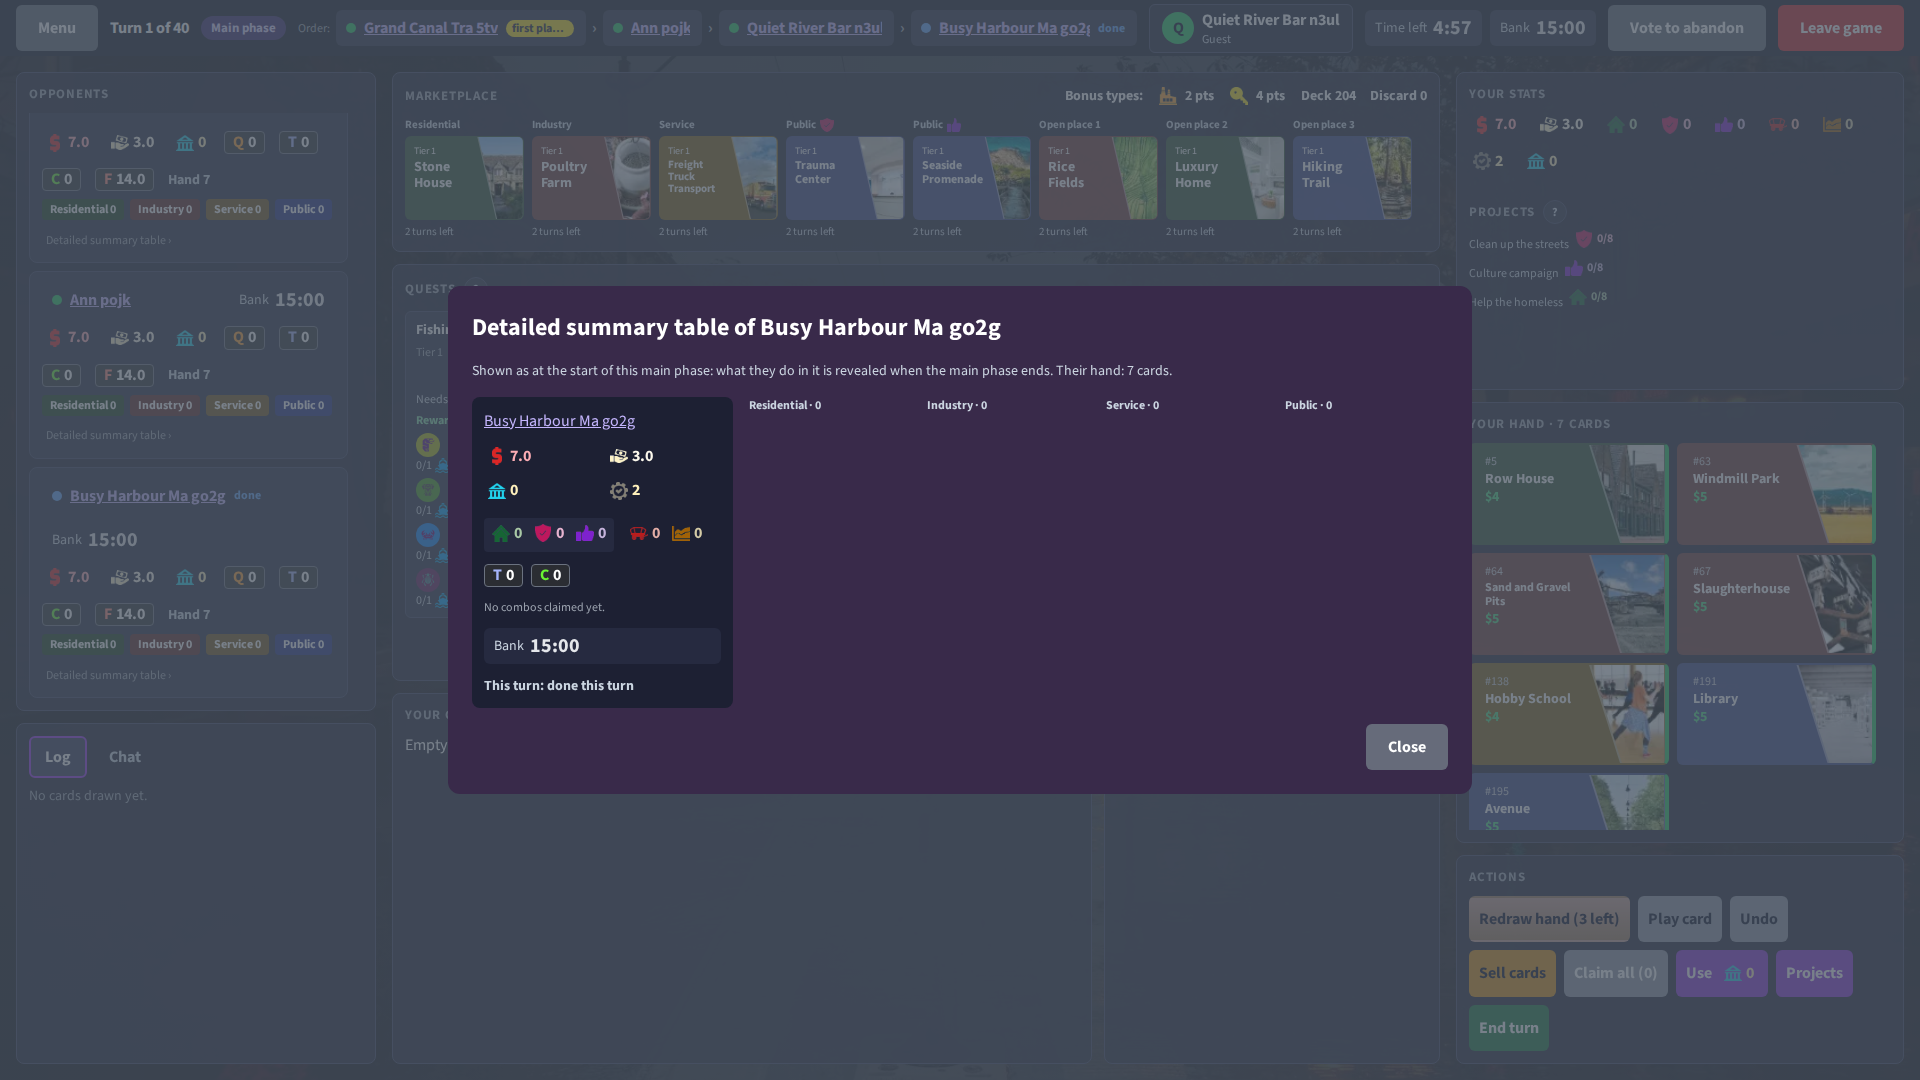 Menu
Turn 1 of 40
Main phase
Order:
Grand Canal Tra 5tv
first pla...
›
Ann pojk
›
Quiet River Bar n3ul
›
Busy Harbour Ma go2g
done
Q
Quiet River Bar n3ul
Guest
Time left 4:57
Bank 15:00
Vote to abandon
Leave game
OPPONENTS
7.0 3.0 0 Q 0 T 0
C 0 F 14.0 Hand 7
Residential 0 Industry 0 Service 0 Public 0
Detailed summary table ›
Ann pojk Bank 15:00
7.0 3.0 0 Q 0 T 0
C 0 F 14.0 Hand 7
Residential 0 Industry 0 Service 0 Public 0
Detailed summary table ›
Busy Harbour Ma go2g done
Bank 15:00
7.0 3.0 0 Q 0 T 0
C 0 F 14.0 Hand 7
Residential 0 Industry 0 Service 0 Public 0
Detailed summary table ›
Log Chat
No cards drawn yet.
MARKETPLACE
Bonus types: 2 pts 4 pts Deck 204 Discard 0
Residential
Tier 1
Stone
House
2 turns left
Industry
Tier 1
Poultry
Farm
2 turns left
Service
Tier 1
Freight
Truck
Transport
2 turns left
Public
Tier 1
Trauma
Center
2 turns left
Public
Tier 1
Seaside
Promenade
2 turns left
Open place 1
Tier 1
Rice
Fields
2 turns left
Open place 2
Tier 1
Luxury
Home
2 turns left
Open place 3
Tier 1
Hiking
Trail
2 turns left
QUESTS
Fishin
Tier 1
Needs
Rewar
0/1
0/1
0/1
0/1
YOUR
Empty
Detailed summary table of Busy Harbour Ma go2g
Shown as at the start of this main phase: what they do in it is revealed when the main phase ends. Their hand: 7 cards.
Busy Harbour Ma go2g
7.0 3.0
0 2
0 0 0 0 0
T 0 C 0
No combos claimed yet.
Bank 15:00
This turn: done this turn
Residential · 0 Industry · 0 Service · 0 Public · 0
Close
YOUR STATS
7.0 3.0 0 0 0 0 0
2 0
PROJECTS ?
Clean up the streets 0/8
Culture campaign 0/8
Help the homeless 0/8
YOUR HAND · 7 CARDS
#5
Row House
$4
#63
Windmill Park
$5
#64
Sand and Gravel
Pits
$5
#67
Slaughterhouse
$5
#138
Hobby School
$4
#191
Library
$5
#195
Avenue
$5
ACTIONS
Redraw hand (3 left) Play card Undo
Sell cards Claim all (0) Use 0 Projects
End turn